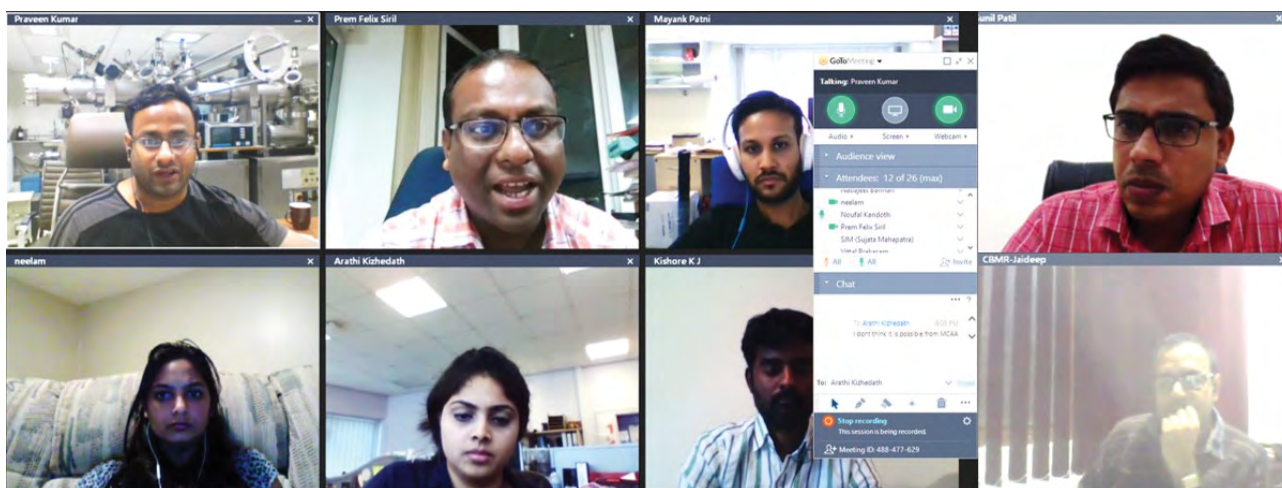 Praveen Kumar
Prem Felix Siril
Mayank Patni
Sunil Patil
GoToMeeting
Talking: Praveen Kumar
Audio
Screen
Webcam
Audience view
Attendees: 12 of 26 (max)
neelam
Noufal Kandoth
Prem Felix Siril
SIM (Sujata Mahapatra)
All All Invite
neelam
Arathi Kizhedath
Kishore K J
CBMR-Jaideep
Chat
?
To Arathi Kizhedath
I dont think it is possible from MCAA
To: Arathi Kizhedath
Stop recording
This session is being recorded.
Meeting ID: 488-477-629